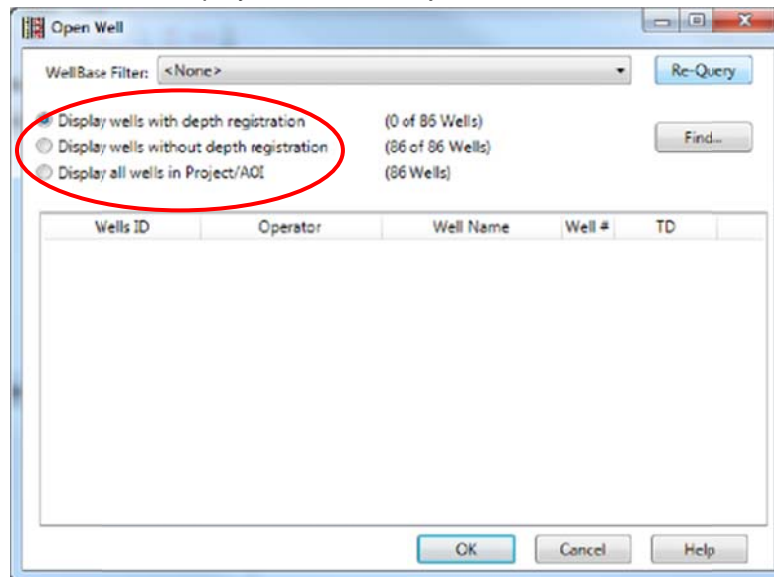 Open Well
WellBase Filter: <None> Re-Query
Display wells with depth registration (0 of 86 Wells)
Find...
Display wells without depth registration (86 of 86 Wells)
Display all wells in Project/AOI (86 Wells)
Wells ID Operator Well Name Well # TD
OK Cancel Help